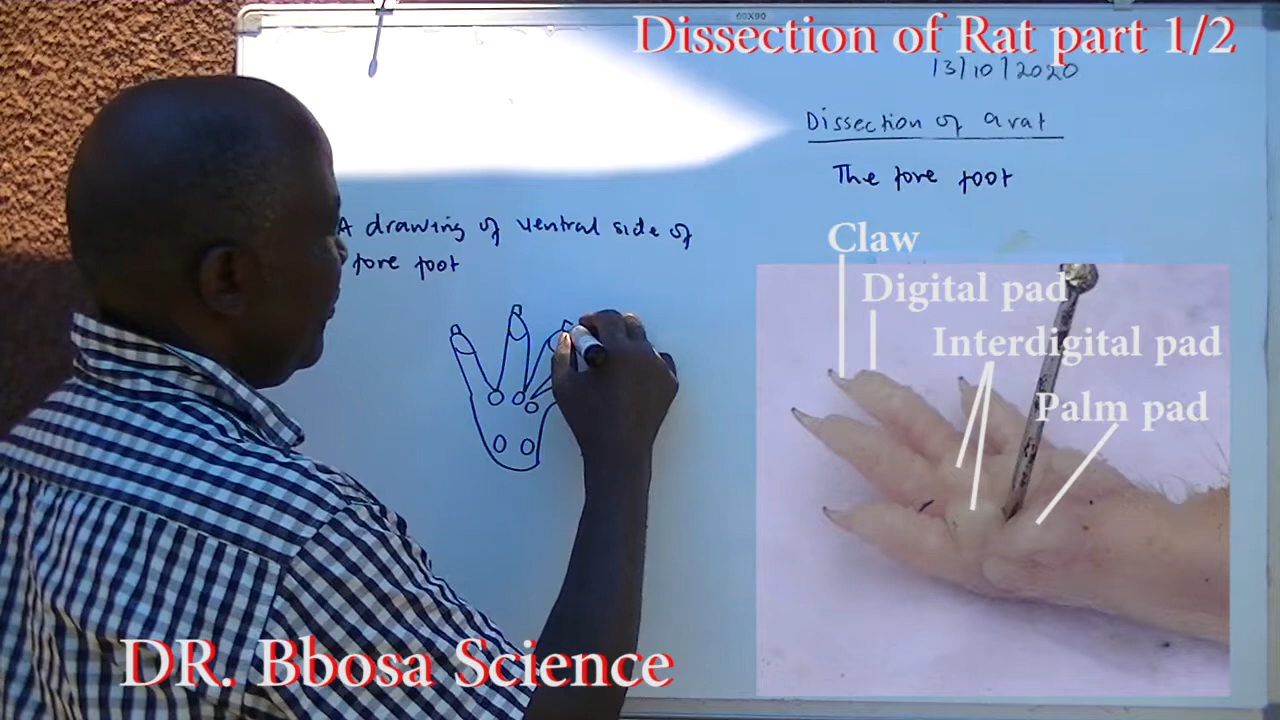 60X90
Dissection of Rat part 1/2
13/10/2020
Dissection of a rat
The fore foot
A drawing of ventral side of
fore foot
Claw
Digital pad
Interdigital pad
Palm pad
DR. Bbosa Science